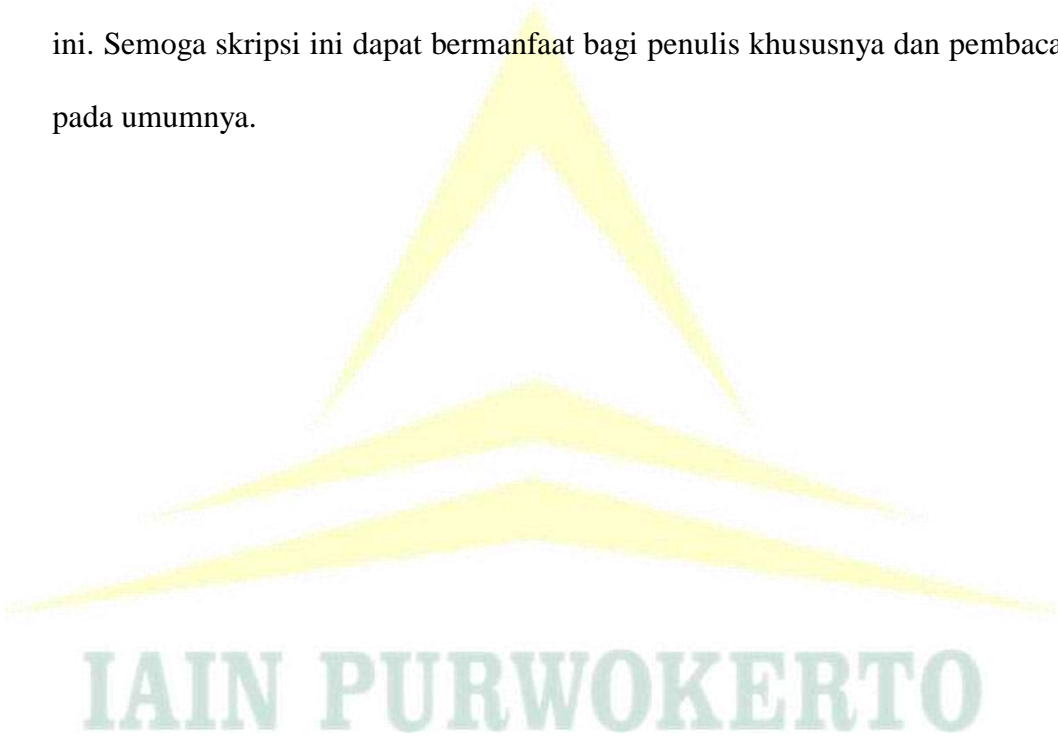 ini. Semoga skripsi ini dapat bermanfaat bagi penulis khususnya dan pembaca
pada umumnya.
IAIN PURWOKERTO